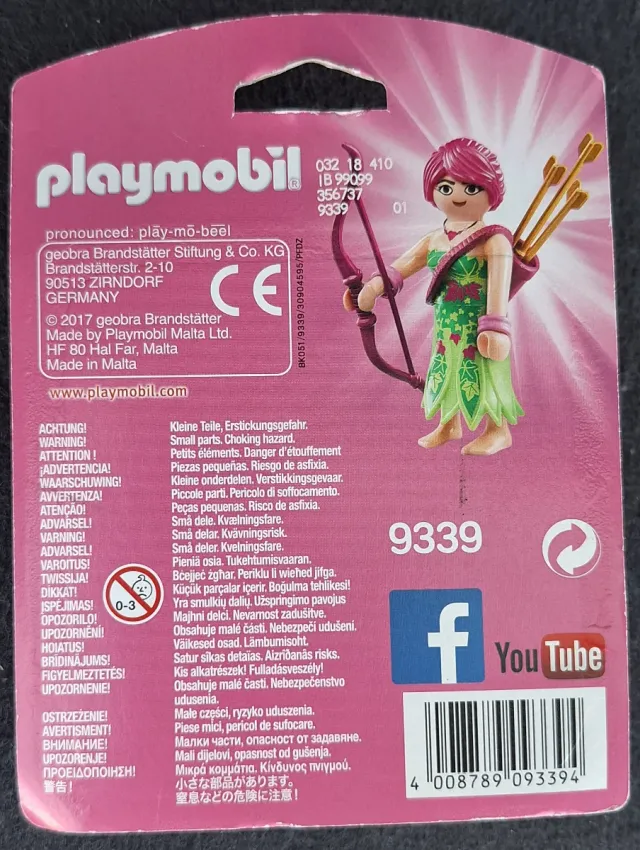 playmobil®
pronounced: plāy-mō-bēēl
geobra Brandstätter Stiftung & Co. KG
Brandstätterstr. 2-10
90513 ZIRNDORF
GERMANY
CE
© 2017 geobra Brandstätter
Made by Playmobil Malta Ltd.
HF 80 Hal Far, Malta
Made in Malta
www.playmobil.com
BK051/9339/30904595/PFDZ
032 18 410
IB 99099
356737
9339 01
ACHTUNG! Kleine Teile, Erstickungsgefahr.
WARNING! Small parts. Choking hazard.
ATTENTION ! Petits éléments. Danger d'étouffement
¡ADVERTENCIA! Piezas pequeñas. Riesgo de asfixia.
WAARSCHUWING! Kleine onderdelen. Verstikkingsgevaar.
AVVERTENZA! Piccole parti. Pericolo di soffocamento.
ATENÇÃO! Peças pequenas. Risco de asfixia.
ADVARSEL! Små dele. Kvælningsfare.
VARNING! Små delar. Kvävningsrisk.
ADVARSEL! Små deler. Kvelningsfare.
VAROITUS! Pieniä osia. Tukehtumisvaaran.
TWISSIJA! Bċejjeċ żgħar. Periklu li wieħed jifga.
DIKKAT! Küçük parçalar içerir. Boğulma tehlikesi!
ĮSPĖJIMAS! Yra smulkių dalių. Užspringimo pavojus
OPOZORILO! Majhni delci. Nevarnost zadušitve.
UPOZORNĚNÍ! Obsahuje malé části. Nebezpečí udušení.
HOIATUS! Väikesed osad. Lämbumisoht.
BRĪDINĀJUMS! Satur sīkas detaļas. Aizrīšanās risks.
FIGYELMEZTETÉS! Kis alkatrészek! Fulladásveszély!
UPOZORNENIE! Obsahuje malé časti. Nebezpečenstvo
udusenia.
OSTRZEŻENIE! Małe części, ryzyko uduszenia.
AVERTISMENT! Piese mici, pericol de sufocare.
ВНИМАНИЕ! Малки части, опасност от задавяне.
UPOZORENJE! Mali dijelovi, opasnost od gušenja.
ΠΡΟΕΙΔΟΠΟΙΗΣΗ! Μικρά κομμάτια. Κίνδυνος πνιγμού.
警告! 小さな部品があります。
窒息などの危険に注意!
0-3
9339
f
YouTube
4 008789 093394